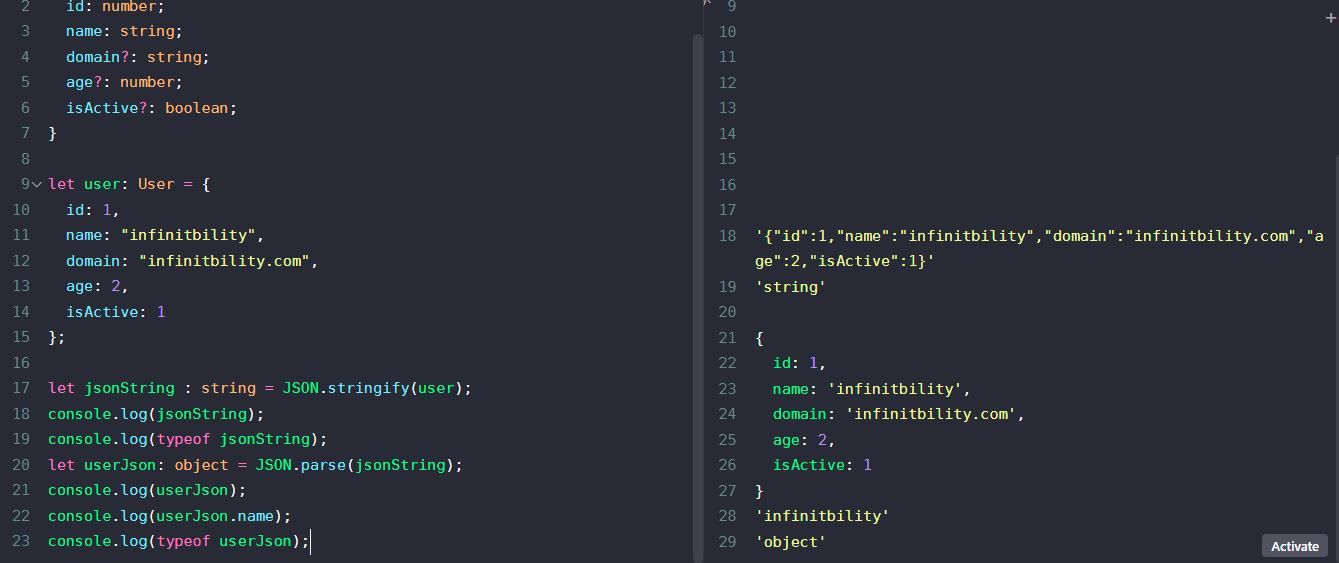 2 id: number;
3 name: string;
4 domain?: string;
5 age?: number;
6 isActive?: boolean;
7 }
8
9 let user: User = {
10 id: 1,
11 name: "infinitbility",
12 domain: "infinitbility.com",
13 age: 2,
14 isActive: 1
15 };
16
17 let jsonString : string = JSON.stringify(user);
18 console.log(jsonString);
19 console.log(typeof jsonString);
20 let userJson: object = JSON.parse(jsonString);
21 console.log(userJson);
22 console.log(userJson.name);
23 console.log(typeof userJson);
9
+
10
11
12
13
14
15
16
17
18 '{"id":1,"name":"infinitbility","domain":"infinitbility.com","a
ge":2,"isActive":1}'
19 'string'
20
21 {
22 id: 1,
23 name: 'infinitbility',
24 domain: 'infinitbility.com',
25 age: 2,
26 isActive: 1
27 }
28 'infinitbility'
29 'object'
Activate